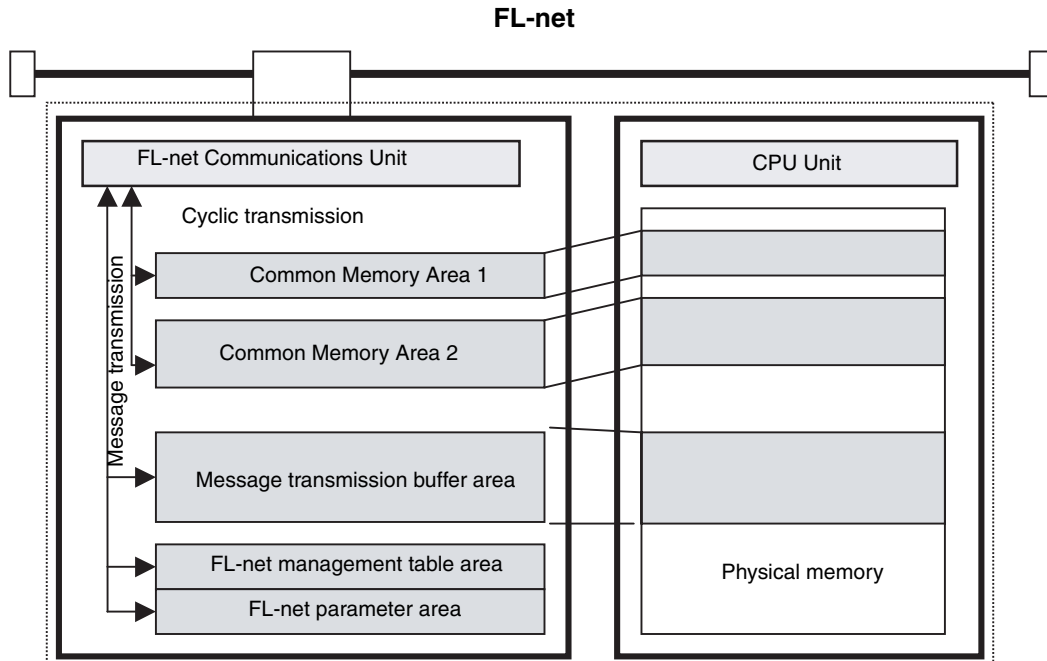 FL-net
FL-net Communications Unit
CPU Unit
Cyclic transmission
Message transmission
Common Memory Area 1
Common Memory Area 2
Message transmission buffer area
FL-net management table area
FL-net parameter area
Physical memory